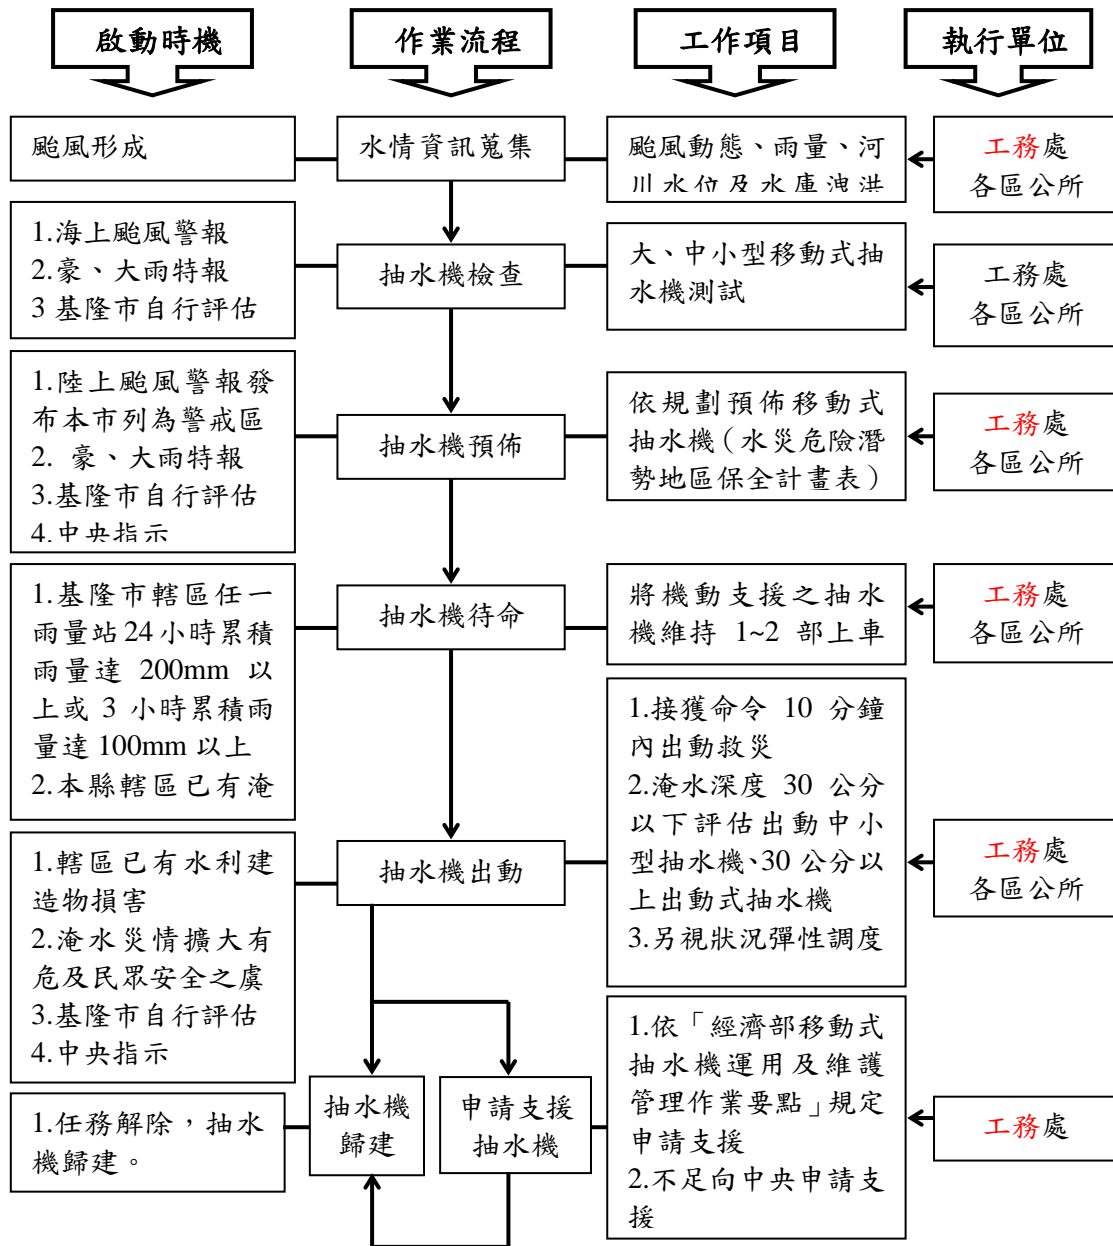 啟動時機
作業流程
工作項目
執行單位
颱風形成
水情資訊蒐集
颱風動態、雨量、河
川水位及水庫洩洪
工務處
各區公所
1.海上颱風警報
2.豪、大雨特報
3 基隆市自行評估
抽水機檢查
大、中小型移動式抽
水機測試
工務處
各區公所
1.陸上颱風警報發
布本市列為警戒區
2. 豪、大雨特報
3.基隆市自行評估
4.中央指示
抽水機預佈
依規劃預佈移動式
抽水機（水災危險潛
勢地區保全計畫表）
工務處
各區公所
1.基隆市轄區任一
雨量站 24 小時累積
雨量達 200mm 以
上或 3 小時累積雨
量達 100mm 以上
2.本縣轄區已有淹
抽水機待命
將機動支援之抽水
機維持 1~2 部上車
工務處
各區公所
1.轄區已有水利建
造物損害
2.淹水災情擴大有
危及民眾安全之虞
3.基隆市自行評估
4.中央指示
抽水機出動
1.接獲命令 10 分鐘
內出動救災
2.淹水深度 30 公分
以下評估出動中小
型抽水機、30 公分以
上出動式抽水機
3.另視狀況彈性調度
工務處
各區公所
1.任務解除，抽水
機歸建。
抽水機
歸建
申請支援
抽水機
1.依「經濟部移動式
抽水機運用及維護
管理作業要點」規定
申請支援
2.不足向中央申請支
援
工務處